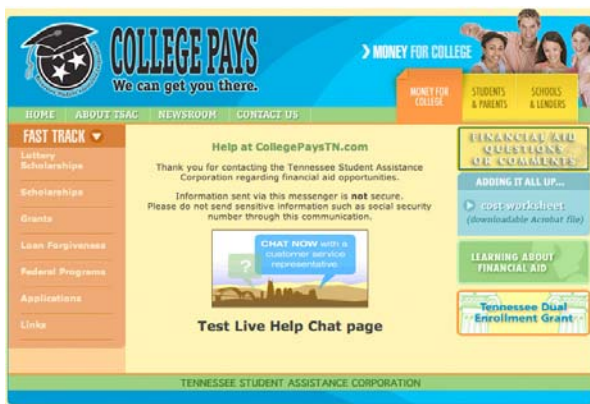 COLLEGE PAYS
We can get you there.
MONEY FOR COLLEGE
MONEY FOR
COLLEGE
STUDENTS
& PARENTS
SCHOOLS
& LENDERS
HOME ABOUT TSAC NEWSROOM CONTACT US
FAST TRACK
Lottery
Scholarships
Scholarships
Grants
Loan Forgiveness
Federal Programs
Applications
Links
Help at CollegePaysTN.com
Thank you for contacting the Tennessee Student Assistance
Corporation regarding financial aid opportunities.
Information sent via this messenger is not secure.
Please do not send sensitive information such as social security
number through this communication.
CHAT NOW with a
customer service
representative
?
Test Live Help Chat page
FINANCIAL AID
QUESTIONS
OR COMMENTS
ADDING IT ALL UP...
cost worksheet
(downloadable Acrobat file)
LEARNING ABOUT
FINANCIAL AID
Tennessee Dual
Enrollment Grant
TENNESSEE STUDENT ASSISTANCE CORPORATION